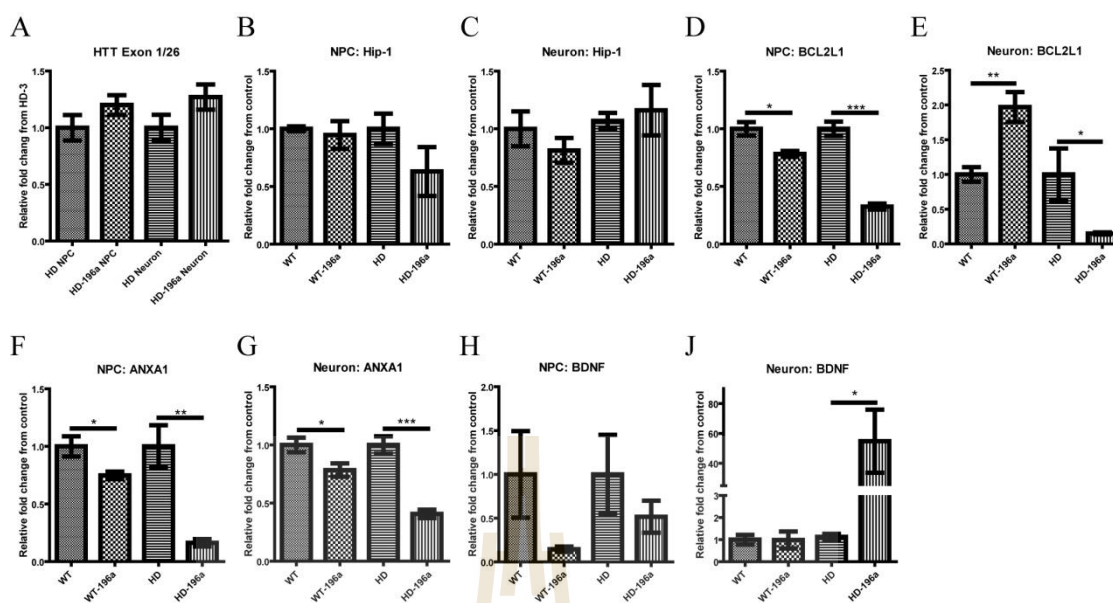 A
HTT Exon 1/26
Relative fold chang from HD-3
1.5
1.0
0.5
0.0
HD NPC
HD-196a NPC
HD Neuron
HD-196a Neuron
B
NPC: Hip-1
Relative fold change from control
1.5
1.0
0.5
0.0
WT
WT-196a
HD
HD-196a
C
Neuron: Hip-1
Relative fold change from control
1.5
1.0
0.5
0.0
WT
WT-196a
HD
HD-196a
D
NPC: BCL2L1
Relative fold change from control
1.5
1.0
0.5
0.0
*
***
WT
WT-196a
HD
HD-196a
E
Neuron: BCL2L1
Relative fold change from control
2.5
2.0
1.5
1.0
0.5
0.0
**
*
WT
WT-196a
HD
HD-196a
F
NPC: ANXA1
Relative fold change from control
1.5
1.0
0.5
0.0
*
**
WT
WT-196a
HD
HD-196a
G
Neuron: ANXA1
Relative fold change from control
1.5
1.0
0.5
0.0
*
***
WT
WT-196a
HD
HD-196a
H
NPC: BDNF
Relative fold change from control
2.0
1.5
1.0
0.5
0.0
WT
WT-196a
HD
HD-196a
J
Neuron: BDNF
Relative fold change from control
80
60
40
2
1
0
*
WT
WT-196a
HD
HD-196a